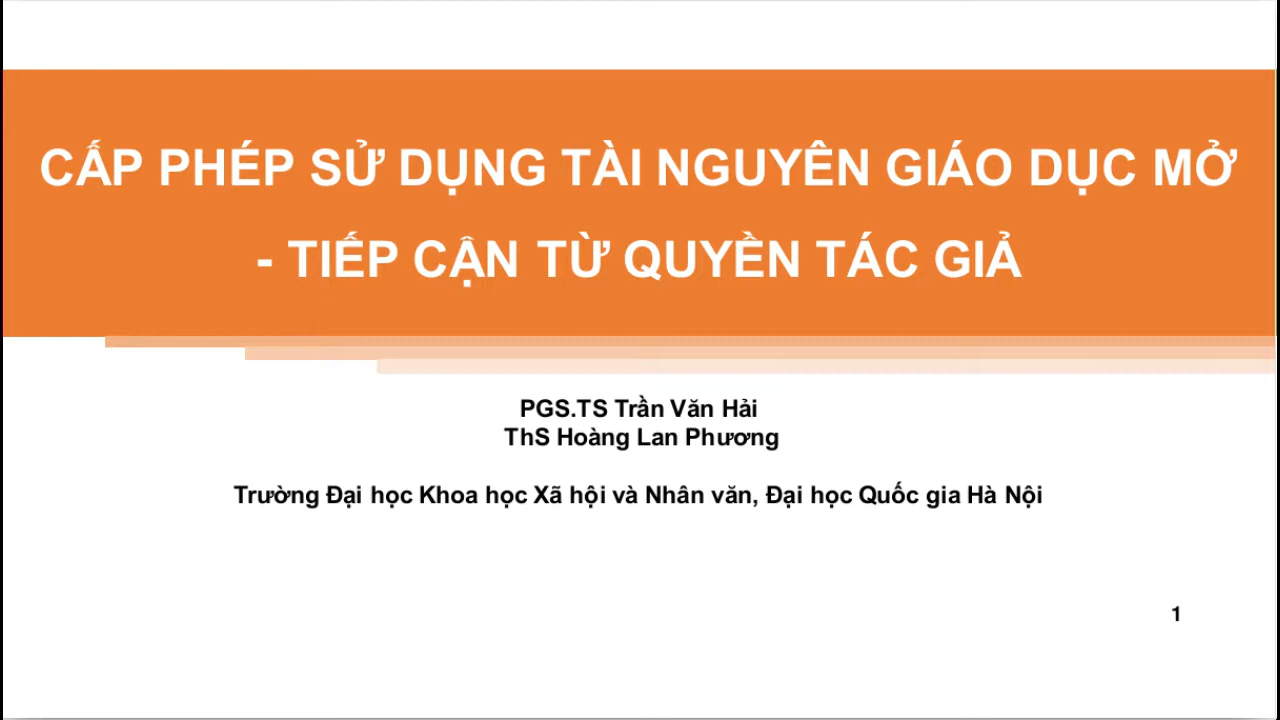 CẤP PHÉP SỬ DỤNG TÀI NGUYÊN GIÁO DỤC MỞ
- TIẾP CẬN TỪ QUYỀN TÁC GIẢ
PGS.TS Trần Văn Hải
ThS Hoàng Lan Phương
Trường Đại học Khoa học Xã hội và Nhân văn, Đại học Quốc gia Hà Nội
1